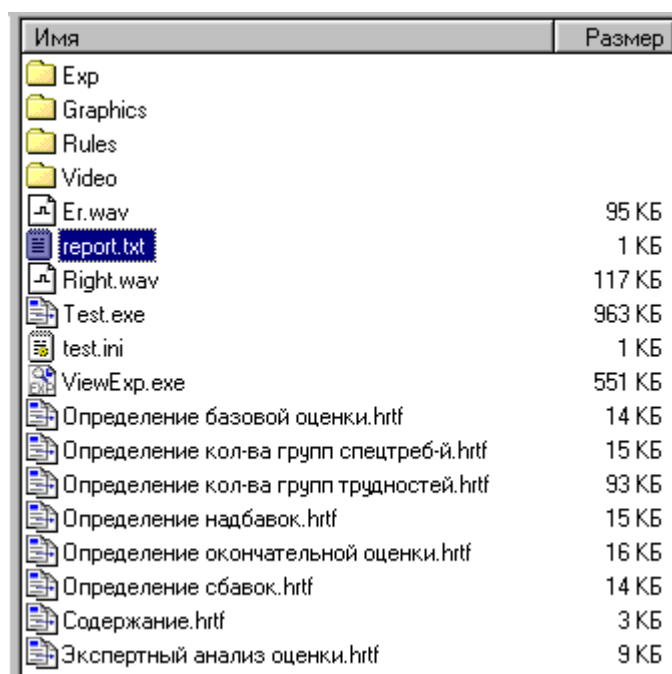 Имя Размер
Exp
Graphics
Rules
Video
Er.wav 95 КБ
report.txt 1 КБ
Right.wav 117 КБ
Test.exe 963 КБ
test.ini 1 КБ
ViewExp.exe 551 КБ
Определение базовой оценки.hrtf 14 КБ
Определение кол-ва групп спецтреб-й.hrtf 15 КБ
Определение кол-ва групп трудностей.hrtf 93 КБ
Определение надбавок.hrtf 15 КБ
Определение окончательной оценки.hrtf 16 КБ
Определение сбавок.hrtf 14 КБ
Содержание.hrtf 3 КБ
Экспертный анализ оценки.hrtf 9 КБ